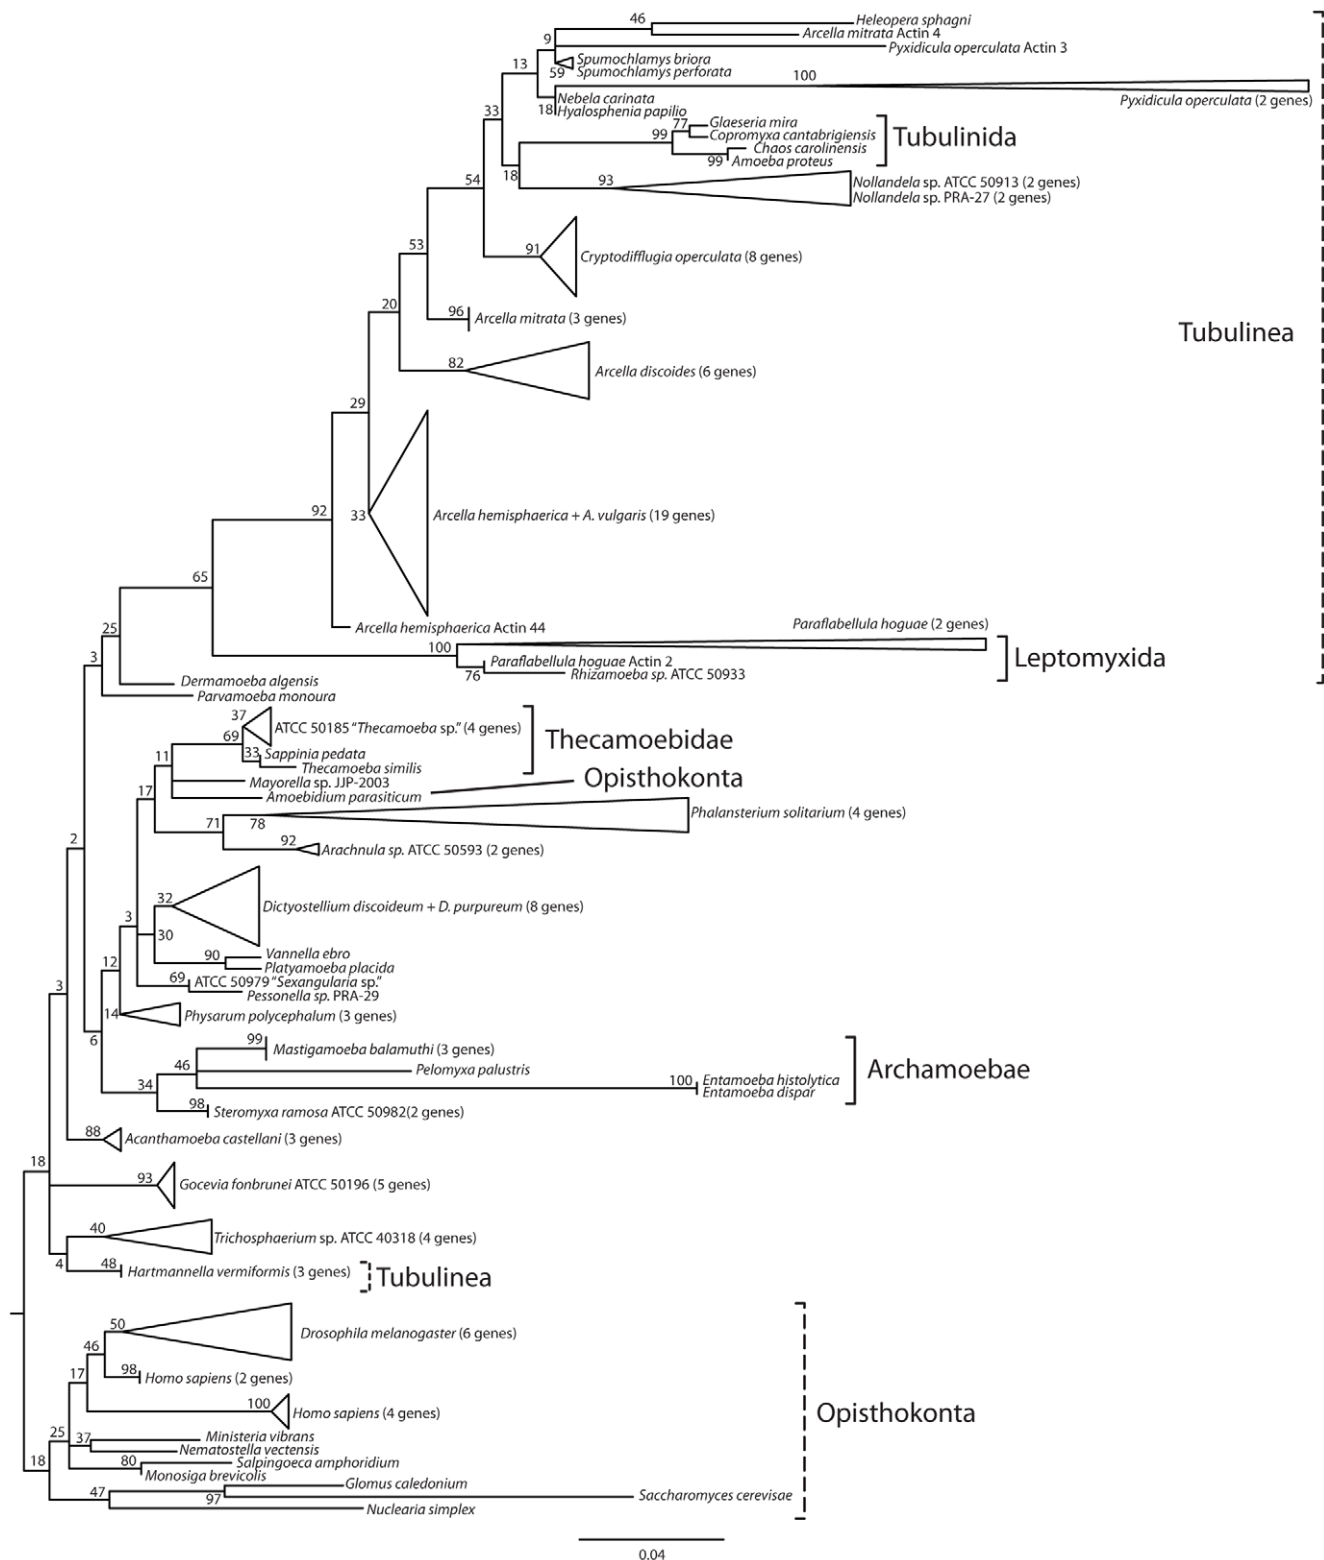 46
Heleopera sphagni
Arcella mitrata Actin 4
9
Pyxidicula operculata Actin 3
Spumochlamys briora
59
Spumochlamys perforata
13
100
Pyxidicula operculata (2 genes)
Nebela carinata
18
Hyalosphenia papilio
33
77
Glaeseria mira
99
Copromyxa cantabrigiensis
Chaos carolinensis
99
Amoeba proteus
Tubulinida
18
54
93
Nollandela sp. ATCC 50913 (2 genes)
Nollandela sp. PRA-27 (2 genes)
53
91
Cryptodifflugia operculata (8 genes)
20
96
Arcella mitrata (3 genes)
Tubulinea
82
Arcella discoides (6 genes)
29
92
33
Arcella hemisphaerica + A. vulgaris (19 genes)
65
Arcella hemisphaerica Actin 44
Paraflabellula hoguae (2 genes)
25
100
Paraflabellula hoguae Actin 2
76
Rhizamoeba sp. ATCC 50933
Leptomyxida
3
Dermamoeba algensis
Parvamoeba monoura
37
ATCC 50185 "Thecamoeba sp." (4 genes)
69
33
Sappinia pedata
Thecamoeba similis
Thecamoebidae
11
Mayorella sp. JJP-2003
Amoebidium parasiticum
Opisthokonta
17
71
78
Phalansterium solitarium (4 genes)
92
Arachnula sp. ATCC 50593 (2 genes)
2
32
Dictyostellium discoideum + D. purpureum (8 genes)
3
30
90
Vannella ebro
Platyamoeba placida
12
69
ATCC 50979 "Sexangularia sp."
Pessonella sp. PRA-29
3
14
Physarum polycephalum (3 genes)
6
99
Mastigamoeba balamuthi (3 genes)
46
Pelomyxa palustris
34
100
Entamoeba histolytica
Entamoeba dispar
Archamoebae
98
Steromyxa ramosa ATCC 50982(2 genes)
88
Acanthamoeba castellani (3 genes)
18
93
Gocevia fonbrunei ATCC 50196 (5 genes)
40
Trichosphaerium sp. ATCC 40318 (4 genes)
4
48
Hartmannella vermiformis (3 genes)
Tubulinea
50
Drosophila melanogaster (6 genes)
46
98
Homo sapiens (2 genes)
17
100
Homo sapiens (4 genes)
Opisthokonta
25
37
Ministeria vibrans
Nematostella vectensis
18
80
Salpingoeca amphoridium
Monosiga brevicolis
47
97
Glomus caledonium
Saccharomyces cerevisae
Nuclearia simplex
0.04